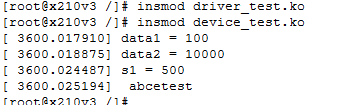 [root@x210v3 /]# insmod driver_test.ko
[root@x210v3 /]# insmod device_test.ko
[ 3600.017910] data1 = 100
[ 3600.018875] data2 = 10000
[ 3600.024487] s1 = 500
[ 3600.025194]  abcetest
[root@x210v3 /]#